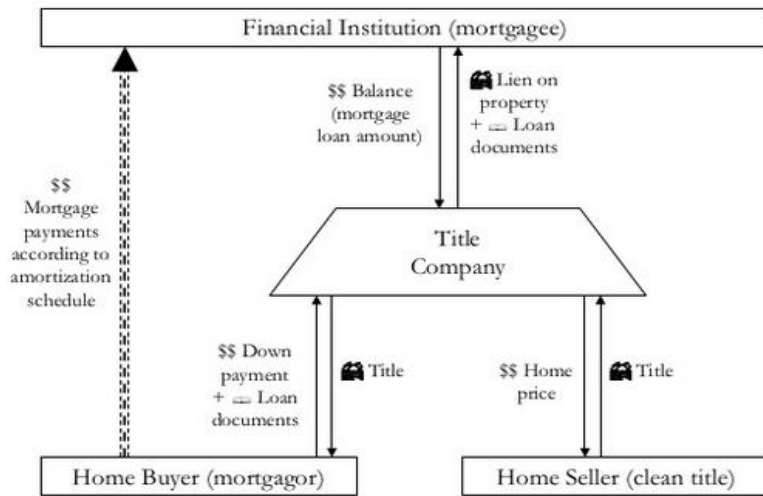 Financial Institution (mortgagee)
$$ Balance
(mortgage
loan amount)
Lien on
property
+ Loan
documents
$$
Mortgage
payments
according to
amortization
schedule
Title
Company
$$ Down
payment
+ Loan
documents
Title
$$ Home
price
Title
Home Buyer (mortgagor)
Home Seller (clean title)